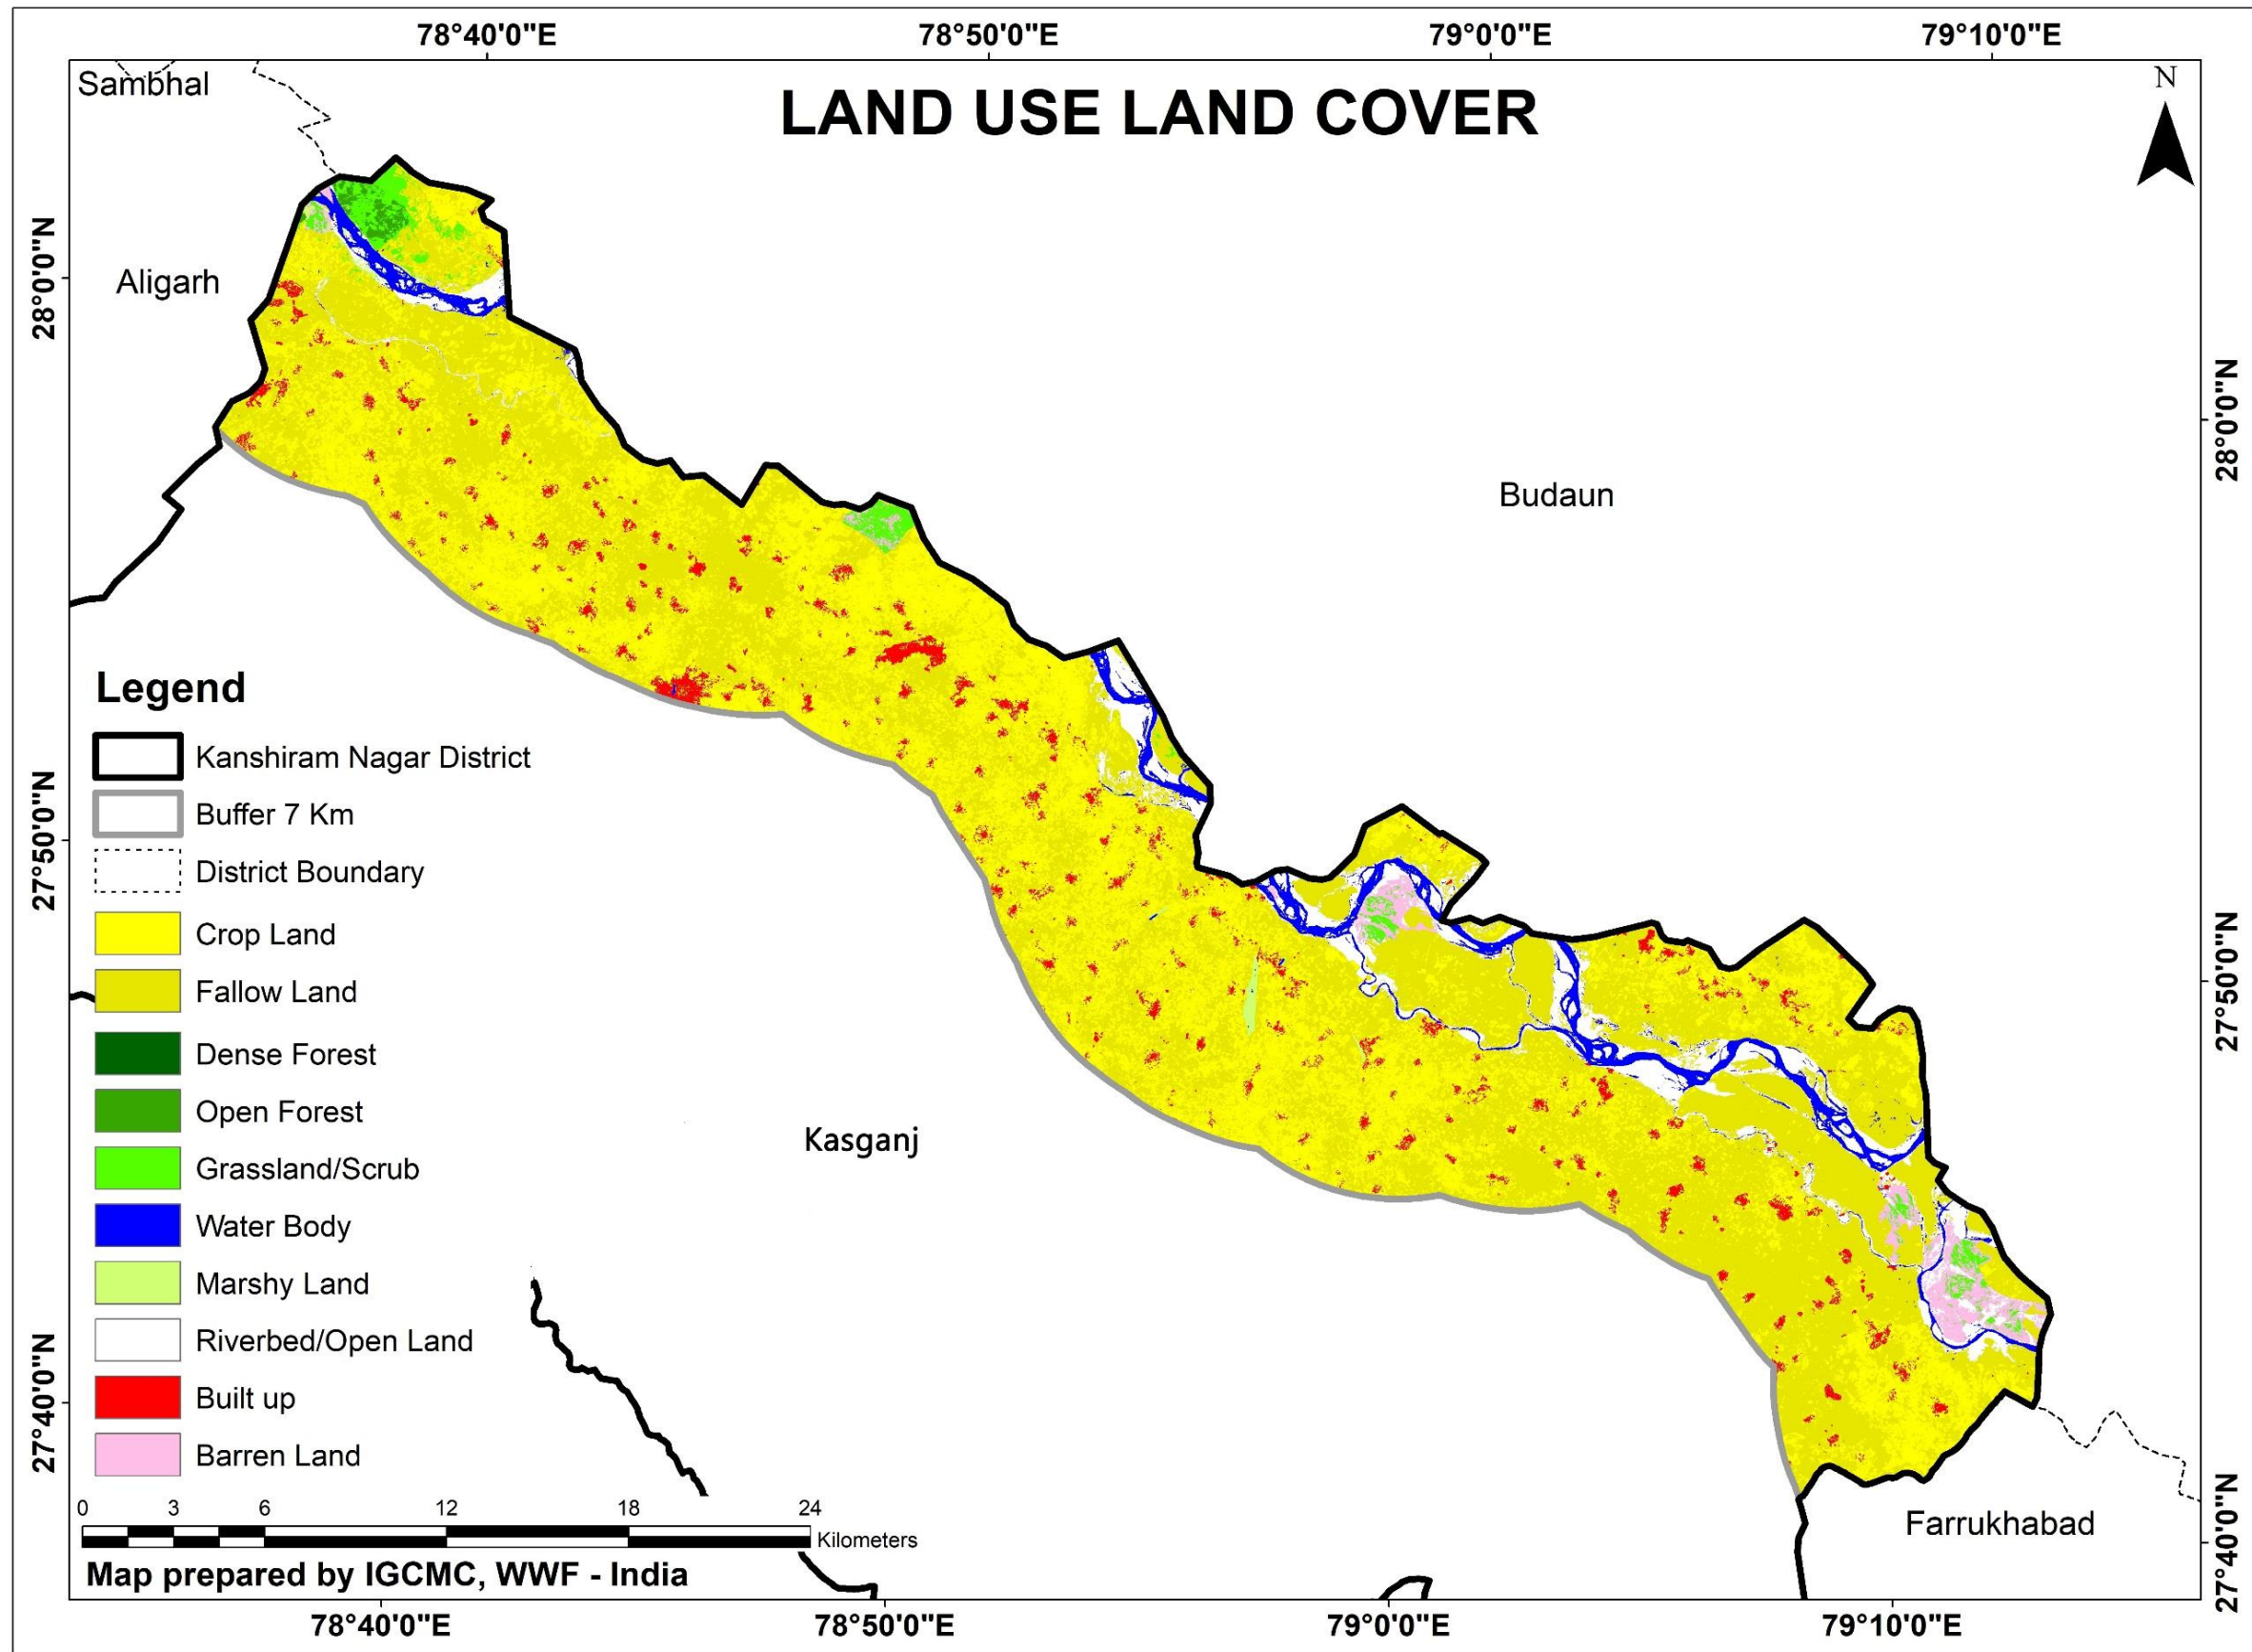 78°40'0"E 78°50'0"E 79°0'0"E 79°10'0"E
Sambhal
N
LAND USE LAND COVER
28°0'0"N
Aligarh
28°0'0"N
Budaun
Legend
Kanshiram Nagar District
Buffer 7 Km
District Boundary
Crop Land
Fallow Land
Dense Forest
Open Forest
Grassland/Scrub
Water Body
Marshy Land
Riverbed/Open Land
Built up
Barren Land
27°50'0"N
27°50'0"N
Kasganj
27°40'0"N
27°40'0"N
Farrukhabad
0 3 6 12 18 24
Kilometers
Map prepared by IGCMC, WWF - India
78°40'0"E 78°50'0"E 79°0'0"E 79°10'0"E